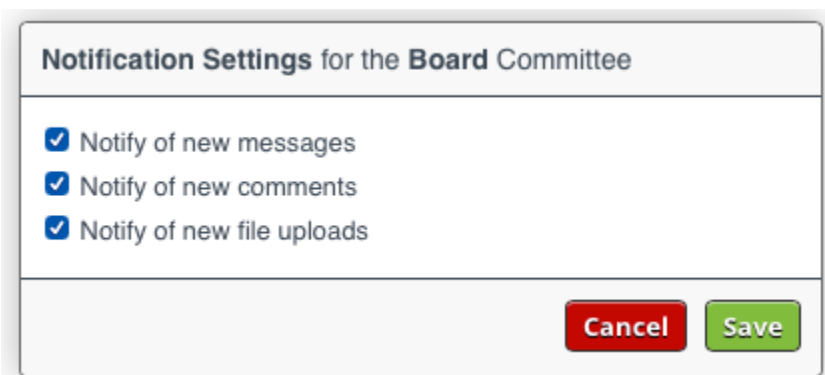 Notification Settings for the Board Committee
Notify of new messages
Notify of new comments
Notify of new file uploads
Cancel Save